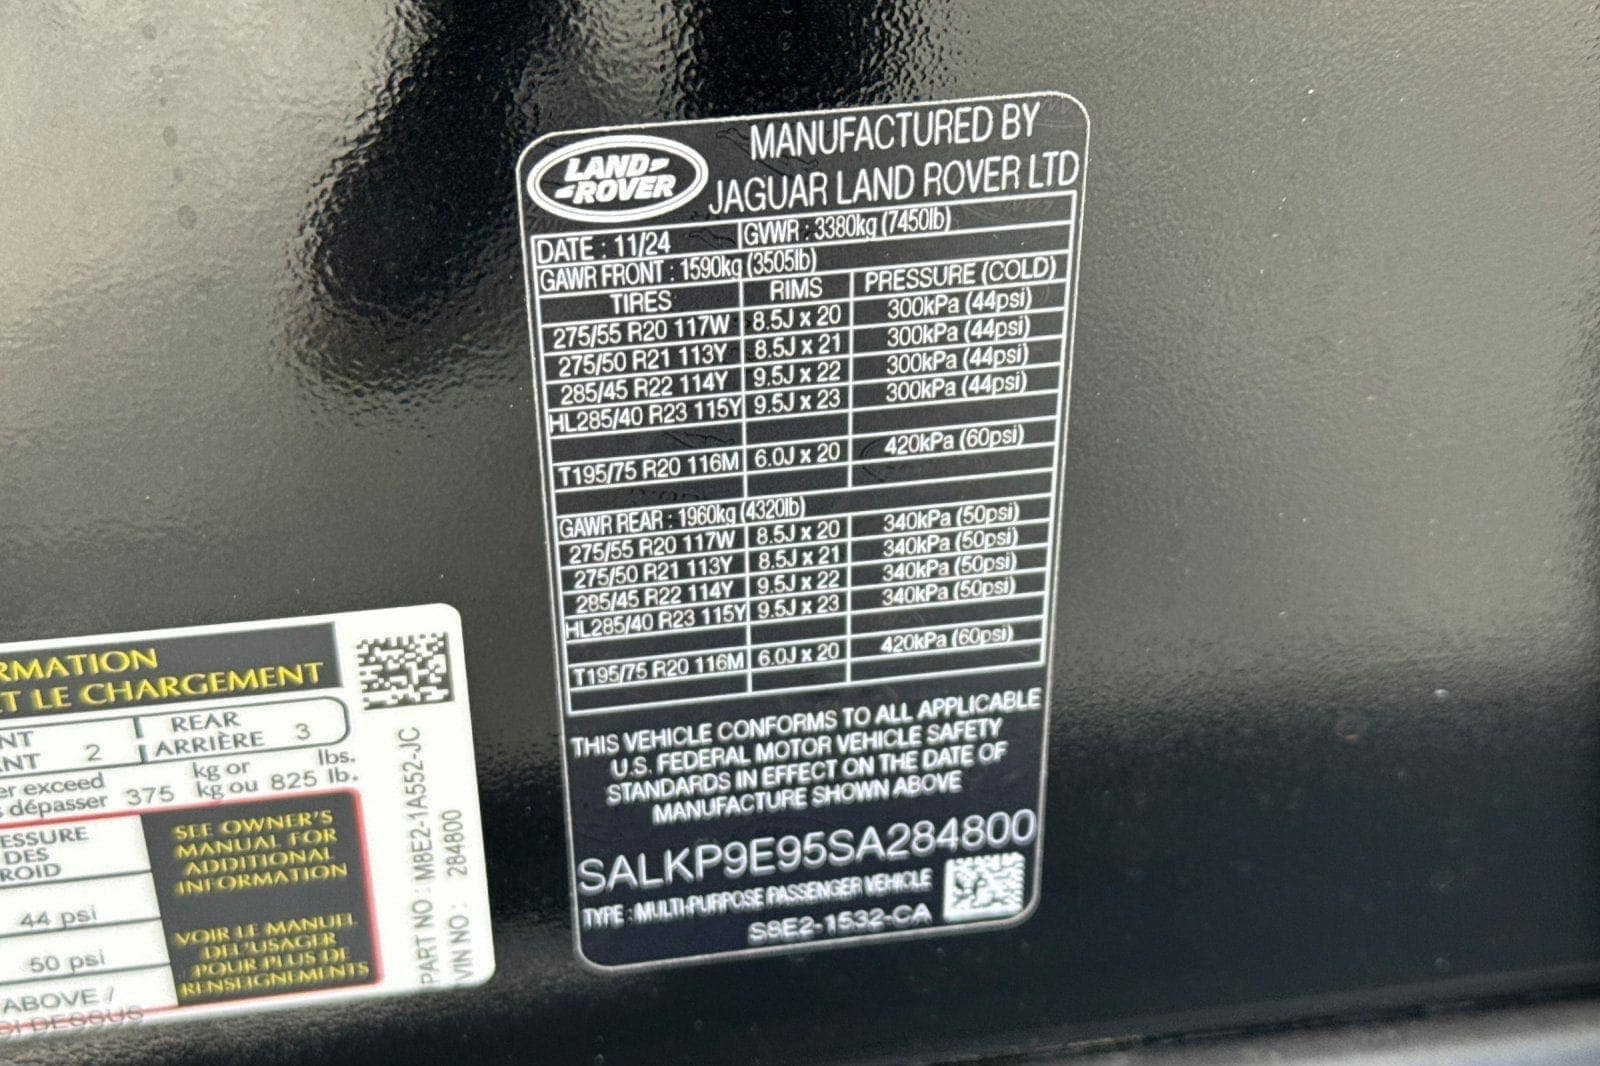 LAND
ROVER
MANUFACTURED BY
JAGUAR LAND ROVER LTD
DATE : 11/24 GVWR : 3380kg (7450lb)
GAWR FRONT : 1590kg (3505lb)
TIRES RIMS PRESSURE (COLD)
275/55 R20 117W 8.5J x 20 300kPa (44psi)
275/50 R21 113Y 8.5J x 21 300kPa (44psi)
285/45 R22 114Y 9.5J x 22 300kPa (44psi)
HL285/40 R23 115Y 9.5J x 23 300kPa (44psi)
T195/75 R20 116M 6.0J x 20 420kPa (60psi)
GAWR REAR : 1960kg (4320lb)
275/55 R20 117W 8.5J x 20 340kPa (50psi)
275/50 R21 113Y 8.5J x 21 340kPa (50psi)
285/45 R22 114Y 9.5J x 22 340kPa (50psi)
HL285/40 R23 115Y 9.5J x 23 340kPa (50psi)
T195/75 R20 116M 6.0J x 20 420kPa (60psi)
THIS VEHICLE CONFORMS TO ALL APPLICABLE
U.S. FEDERAL MOTOR VEHICLE SAFETY
STANDARDS IN EFFECT ON THE DATE OF
MANUFACTURE SHOWN ABOVE
SALKP9E95SA284800
TYPE : MULTI-PURPOSE PASSENGER VEHICLE
S8E2-1532-CA
RMATION
ET LE CHARGEMENT
NT 2 REAR 3
ANT ARRIÈRE
er exceed 375 kg or lbs.
s dépasser kg ou 825 lb.
ESSURE
DES
ROID
44 psi
50 psi
ABOVE /
CI-DESSUS
SEE OWNER'S
MANUAL FOR
ADDITIONAL
INFORMATION
VOIR LE MANUEL
DE L'USAGER
POUR PLUS DE
RENSEIGNEMENTS
PART NO : M8E2-1A552-JC
VIN NO : 284800